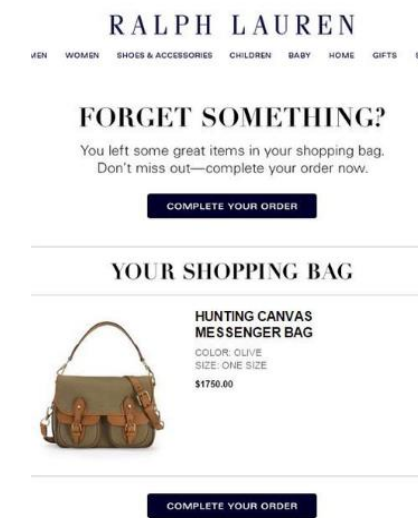 RALPH LAUREN
MEN WOMEN SHOES & ACCESSORIES CHILDREN BABY HOME GIFTS
FORGET SOMETHING?
You left some great items in your shopping bag.
Don't miss out—complete your order now.
COMPLETE YOUR ORDER
YOUR SHOPPING BAG
HUNTING CANVAS
MESSENGER BAG
COLOR: OLIVE
SIZE: ONE SIZE
$1750.00
COMPLETE YOUR ORDER